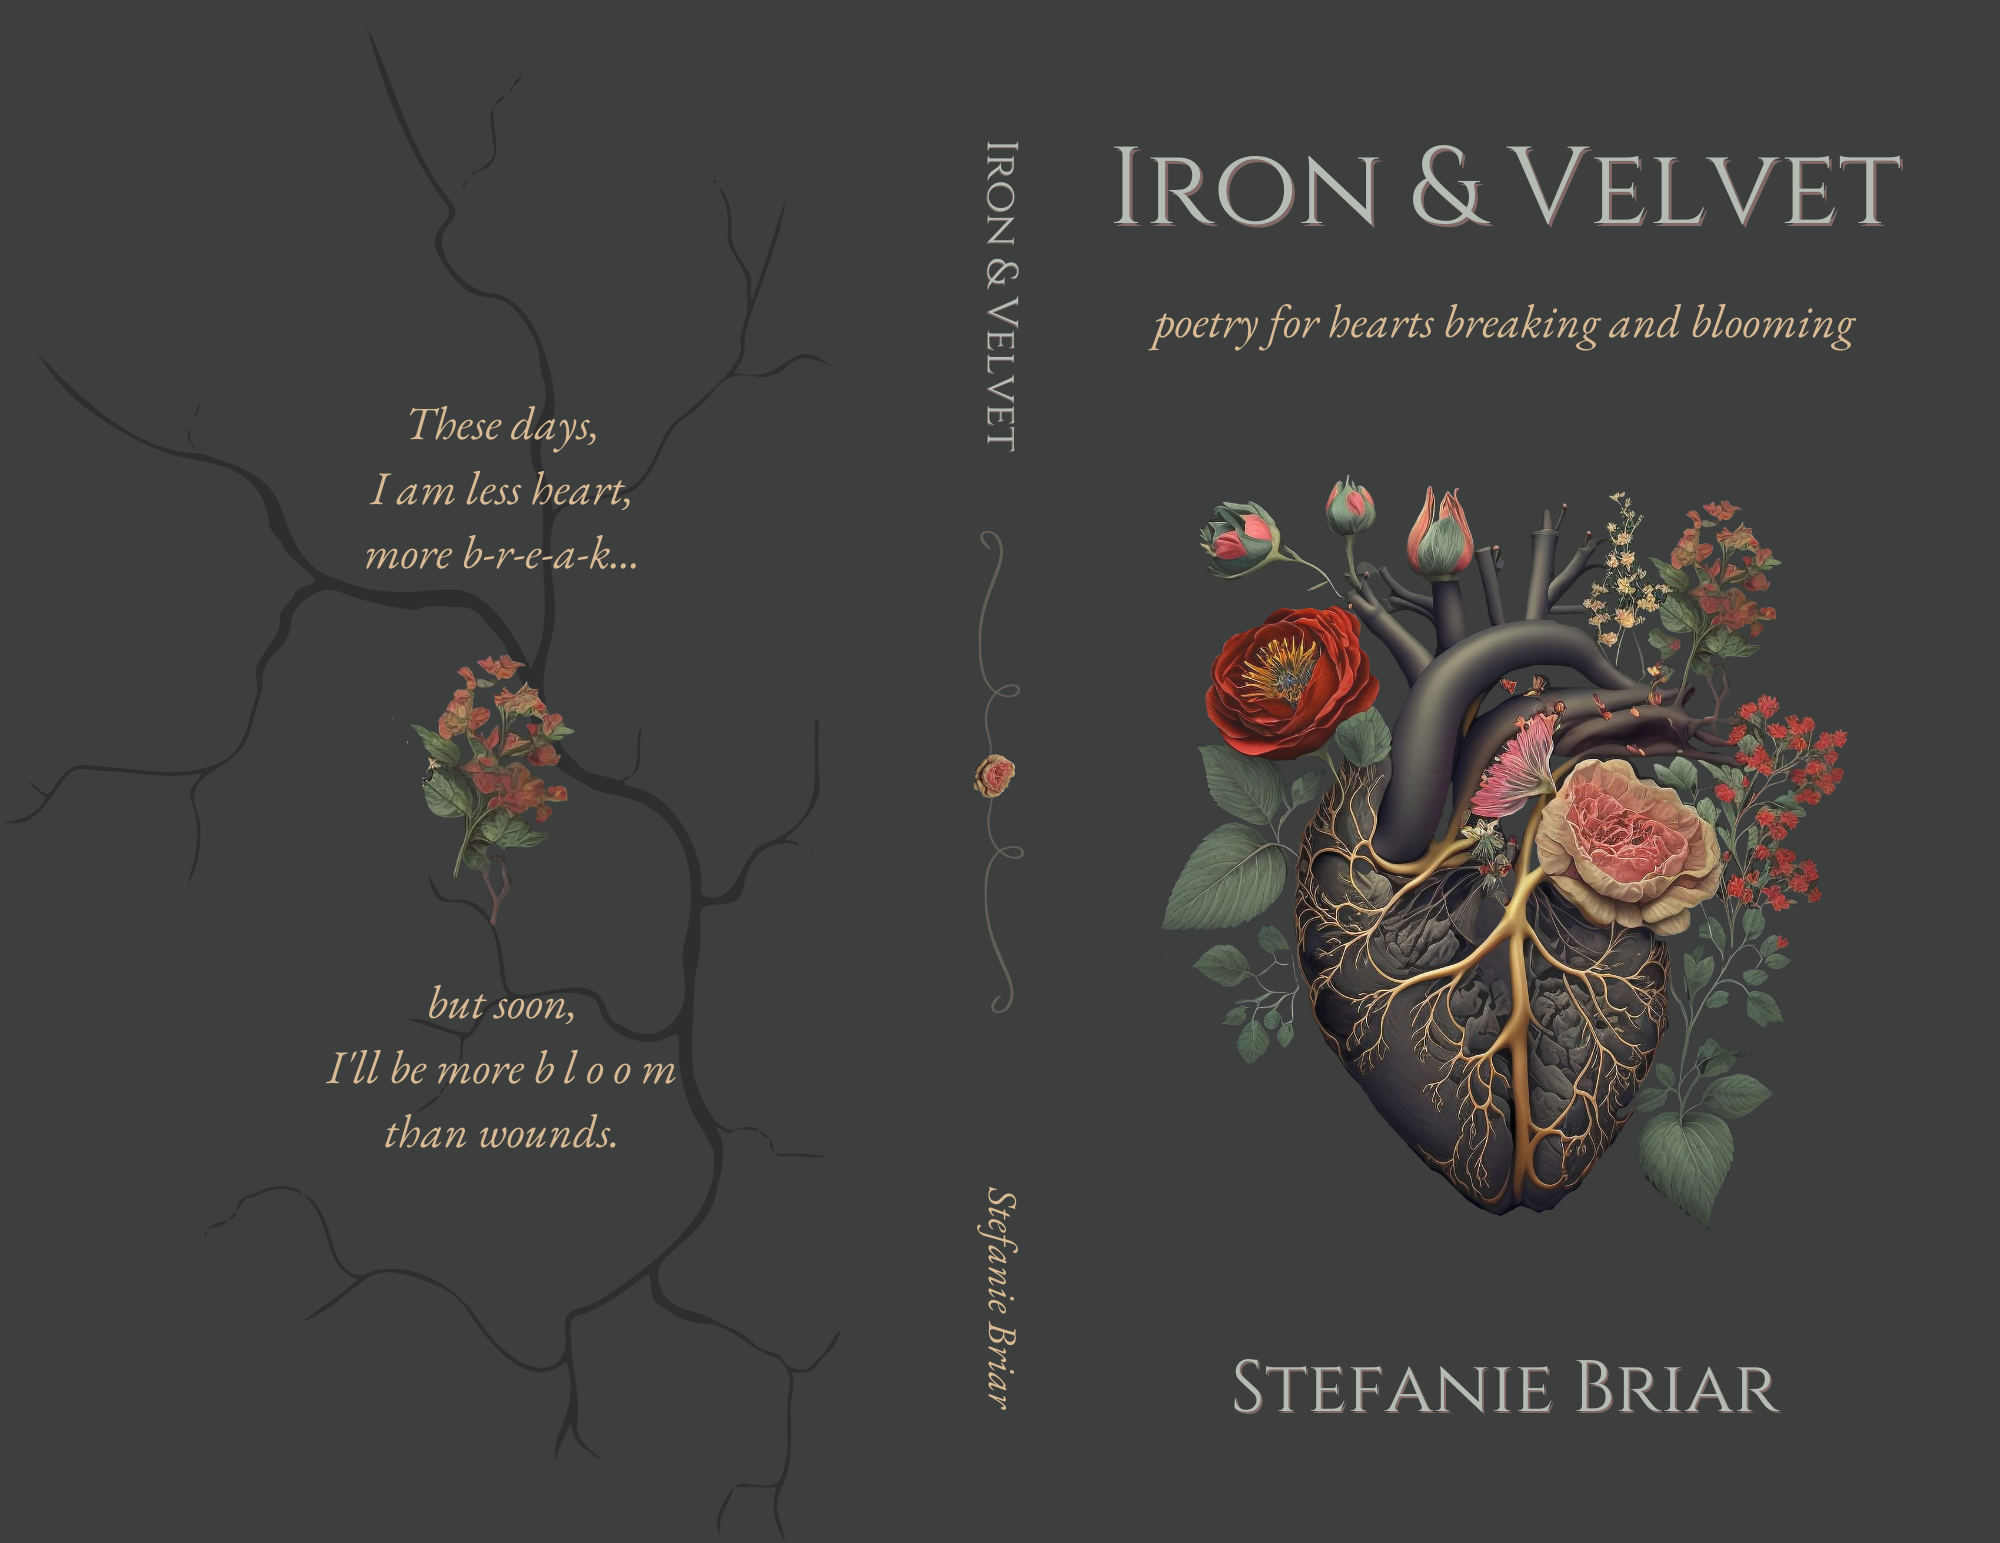 These days,
I am less heart,
more b-r-e-a-k...
but soon,
I'll be more b l o o m
than wounds.
IRON & VELVET
Stefanie Briar
IRON & VELVET
poetry for hearts breaking and blooming
STEFANIE BRIAR